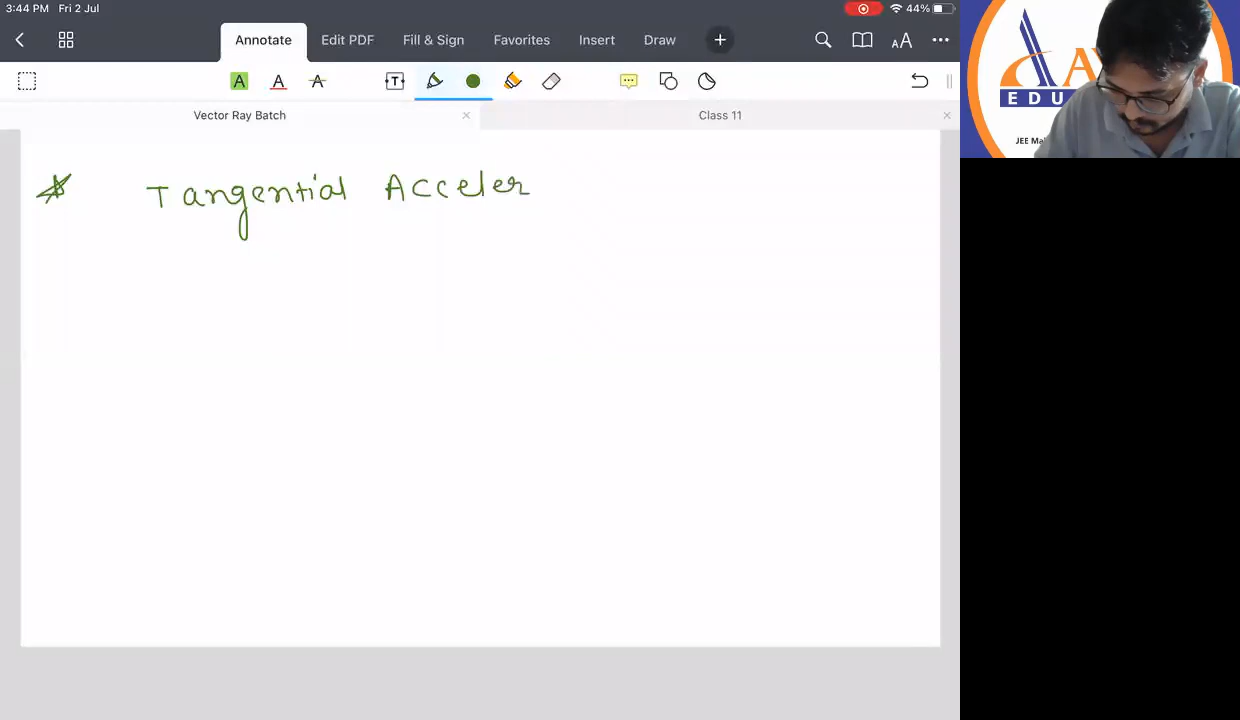 3:44 PM Fri 2 Jul 44%
Annotate Edit PDF Fill & Sign Favorites Insert Draw
A A A T
Vector Ray Batch Class 11
Tangential Acceler
A
EDU
JEE